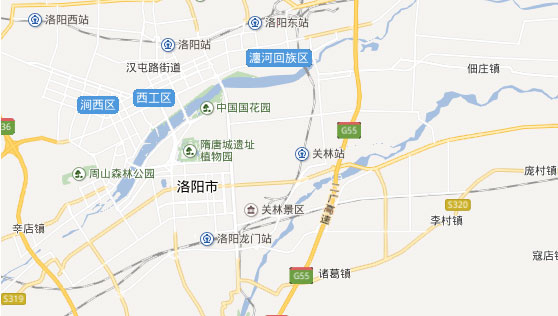 洛阳西站
洛阳东站
洛阳站
瀍河回族区
汉屯路街道
佃庄镇
西工区
涧西区
中国国花园
36
G55
隋唐城遗址
植物园
关林站
周山森林公园
洛阳市
庞村镇
二广高速
S320
关林景区
李村镇
辛店镇
洛阳龙门站
寇店镇
G55
诸葛镇
S319